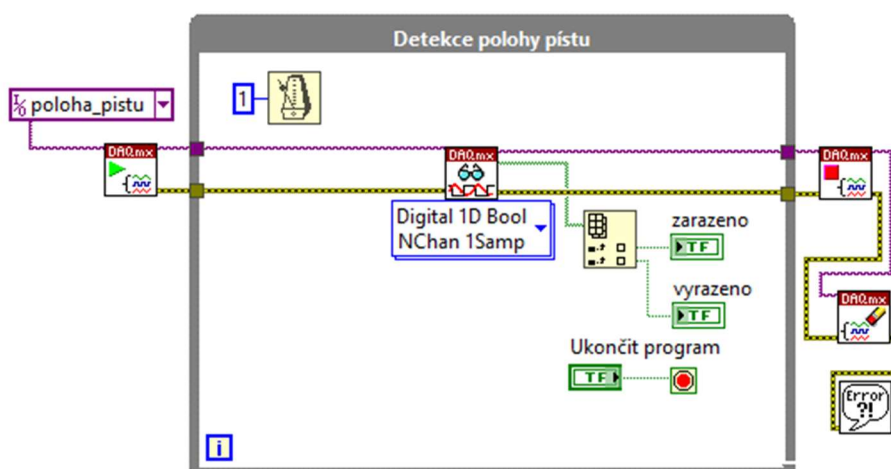 Detekce polohy pístu
1
I/O poloha_pistu
DAQmx
DAQmx
DAQmx
Digital 1D Bool
NChan 1Samp
zarazeno
TF
vyrazeno
TF
DAQmx
Ukončit program
TF
Error
?!
i